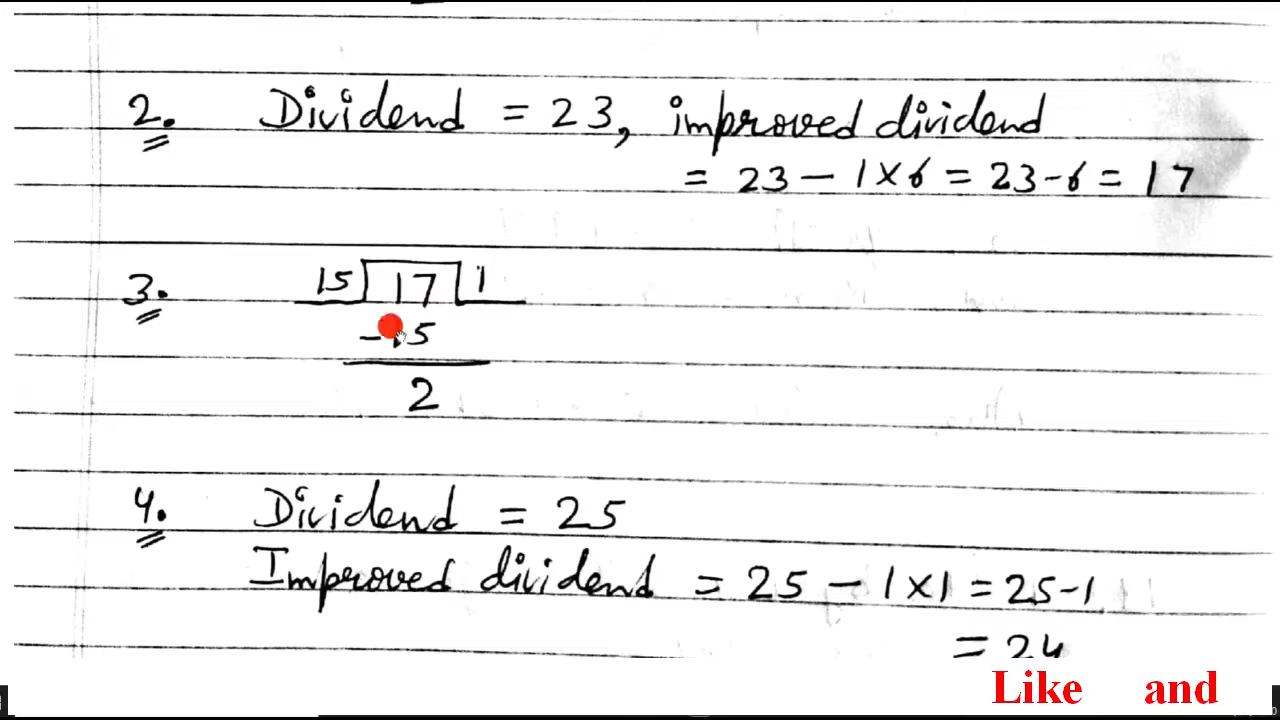 2. Dividend = 23, improved dividend
= 23 - 1 × 6 = 23 - 6 = 17
3. 15 ) 17 ( 1
- 15
2
4. Dividend = 25
Improved dividend = 25 - 1 × 1 = 25 - 1
= 24
Like and